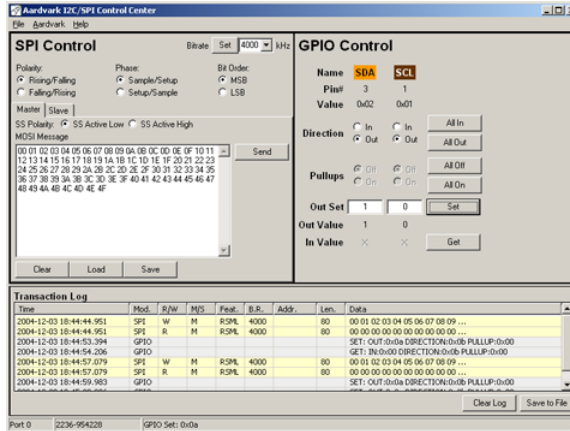 Aardvark I2C/SPI Control Center
File Aardvark Help
SPI Control
Bitrate Set 4000 kHz
Polarity: Phase: Bit Order:
Rising/Falling Sample/Setup MSB
Falling/Rising Setup/Sample LSB
Master Slave
SS Polarity: SS Active Low SS Active High
MOSI Message
00 01 02 03 04 05 06 07 08 09 0A 0B 0C 0D 0E 0F 10 11
12 13 14 15 16 17 18 19 1A 1B 1C 1D 1E 1F 20 21 22 23
24 25 26 27 28 29 2A 2B 2C 2D 2E 2F 30 31 32 33 34 35
36 37 38 39 3A 3B 3C 3D 3E 3F 40 41 42 43 44 45 46 47
48 49 4A 4B 4C 4D 4E 4F
Send
Clear Load Save
GPIO Control
Name SDA SCL
Pin# 3 1
Value 0x02 0x01
Direction In In All In
Out Out All Out
Pullups Off Off All Off
On On All On
Out Set 1 0 Set
Out Value 1 0
In Value X X Get
Transaction Log
Time Mod. R/W M/S Feat. B.R. Addr. Len. Data
2004-12-03 18:44:44.951 SPI W M RSML 4000 80 00 01 02 03 04 05 06 07 08 09 ...
2004-12-03 18:44:44.951 SPI R M RSML 4000 80 00 00 00 00 00 00 00 00 00 00 ...
2004-12-03 18:44:53.394 GPIO SET: OUT:0x0a DIRECTION:0x0b PULLUP:0x00
2004-12-03 18:44:54.206 GPIO GET: IN:0x00 DIRECTION:0x0b PULLUP:0x00
2004-12-03 18:44:57.079 SPI W M RSML 4000 80 00 01 02 03 04 05 06 07 08 09 ...
2004-12-03 18:44:57.079 SPI R M RSML 4000 80 00 00 00 00 00 00 00 00 00 00 ...
2004-12-03 18:44:59.983 GPIO SET: OUT:0x0a DIRECTION:0x0b PULLUP:0x00
Clear Log Save to File
Port 0 2236-954228 GPIO Set: 0x0a